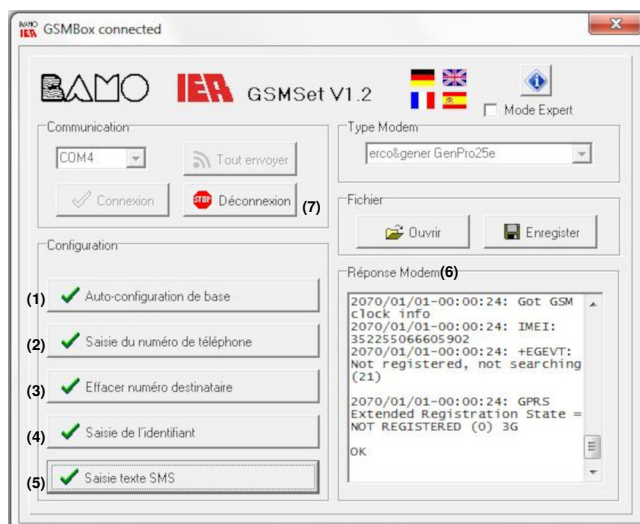 BAMO IER GSMBox connected
BAMO IER GSMSet V1.2
Mode Expert
Communication
COM4
Tout envoyer
Connexion
STOP Déconnexion (7)
Type Modem
erco&gener GenPro25e
Fichier
Ouvrir
Enregister
Configuration
(1) Auto-configuration de base
(2) Saisie du numéro de téléphone
(3) Effacer numéro destinataire
(4) Saisie de l'identifiant
(5) Saisie texte SMS
Réponse Modem (6)
2070/01/01-00:00:24: Got GSM
clock info
2070/01/01-00:00:24: IMEI:
352255066605902
2070/01/01-00:00:24: +EGEVT:
Not registered, not searching
(21)
2070/01/01-00:00:24: GPRS
Extended Registration State =
NOT REGISTERED (0) 3G
OK